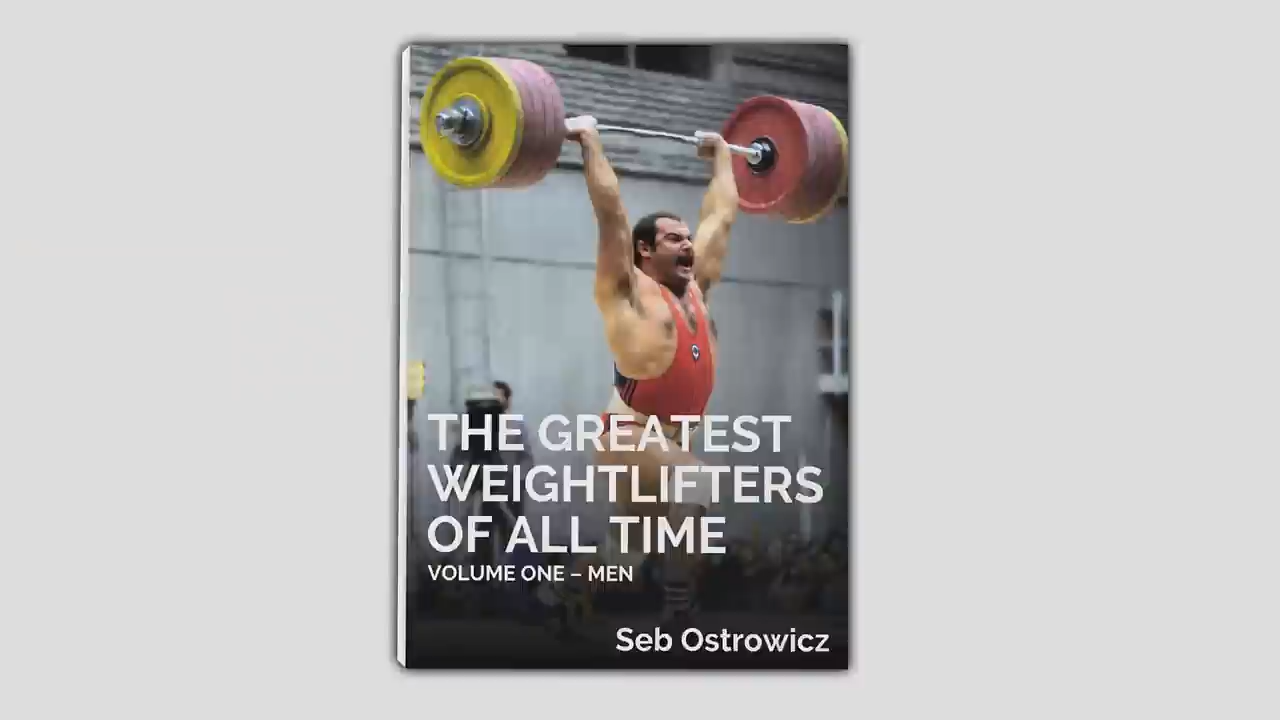 THE GREATEST
WEIGHTLIFTERS
OF ALL TIME
VOLUME ONE – MEN
Seb Ostrowicz